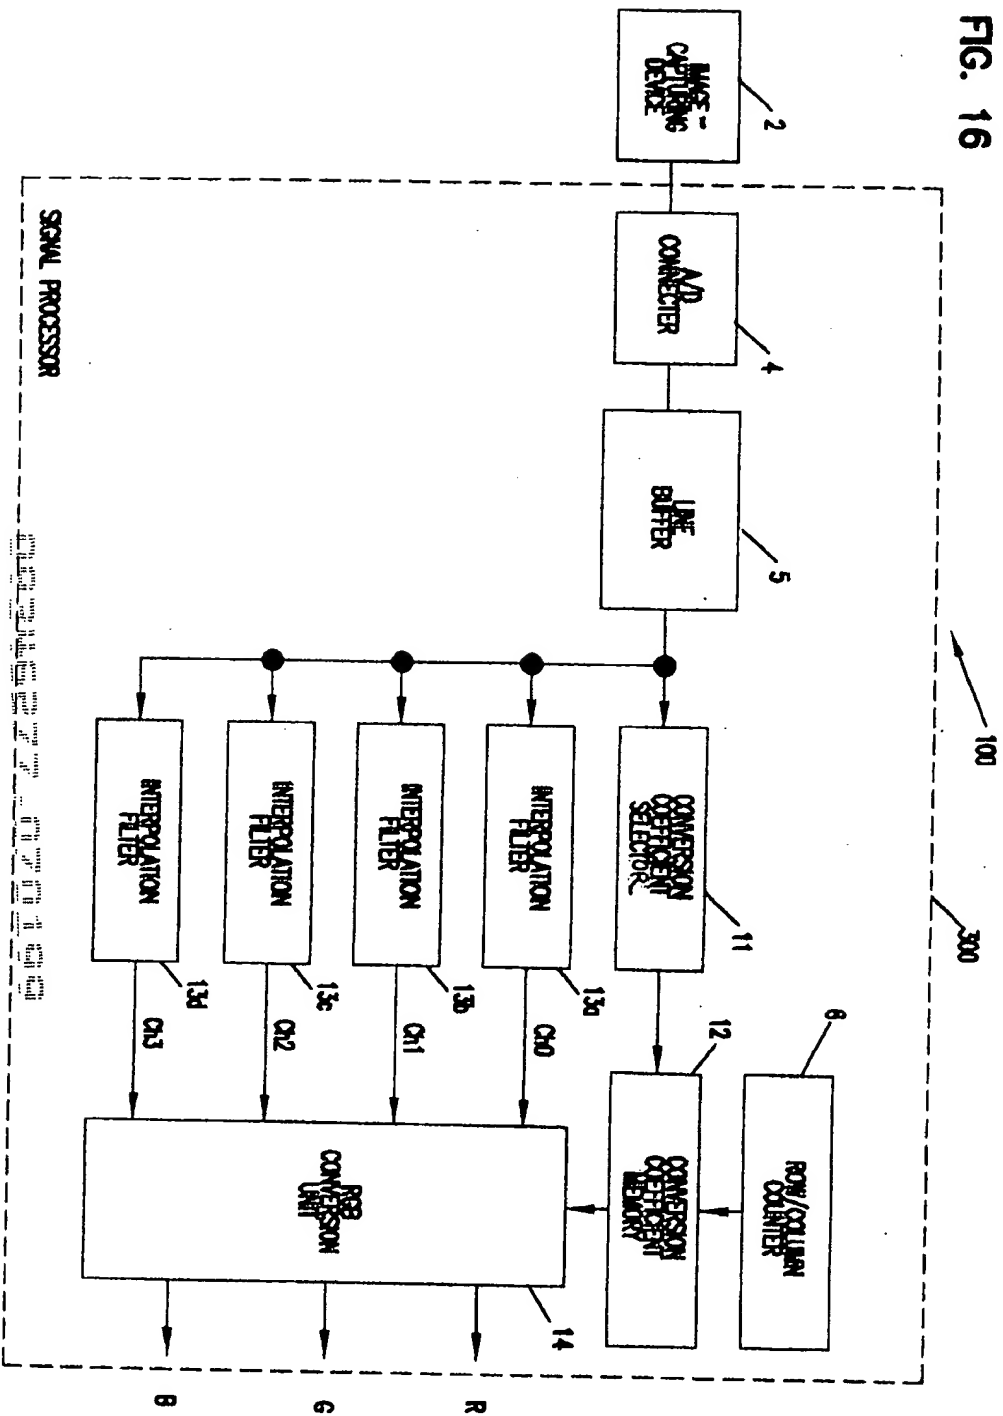 FIG. 16
100
300
2
IMAGE-
CAPTURING
DEVICE
4
A/D
CONNECTER
5
LINE
BUFFER
11
CONVERSION
COEFFICIENT
SELECTOR
12
CONVERSION
COEFFICIENT
MEMORY
6
ROW/COLUMN
COUNTER
INTERPOLATION
FILTER
13a
Ch0
INTERPOLATION
FILTER
13b
Ch1
INTERPOLATION
FILTER
13c
Ch2
INTERPOLATION
FILTER
13d
Ch3
RGB
CONVERSION
UNIT
14
R
G
B
SIGNAL PROCESSOR